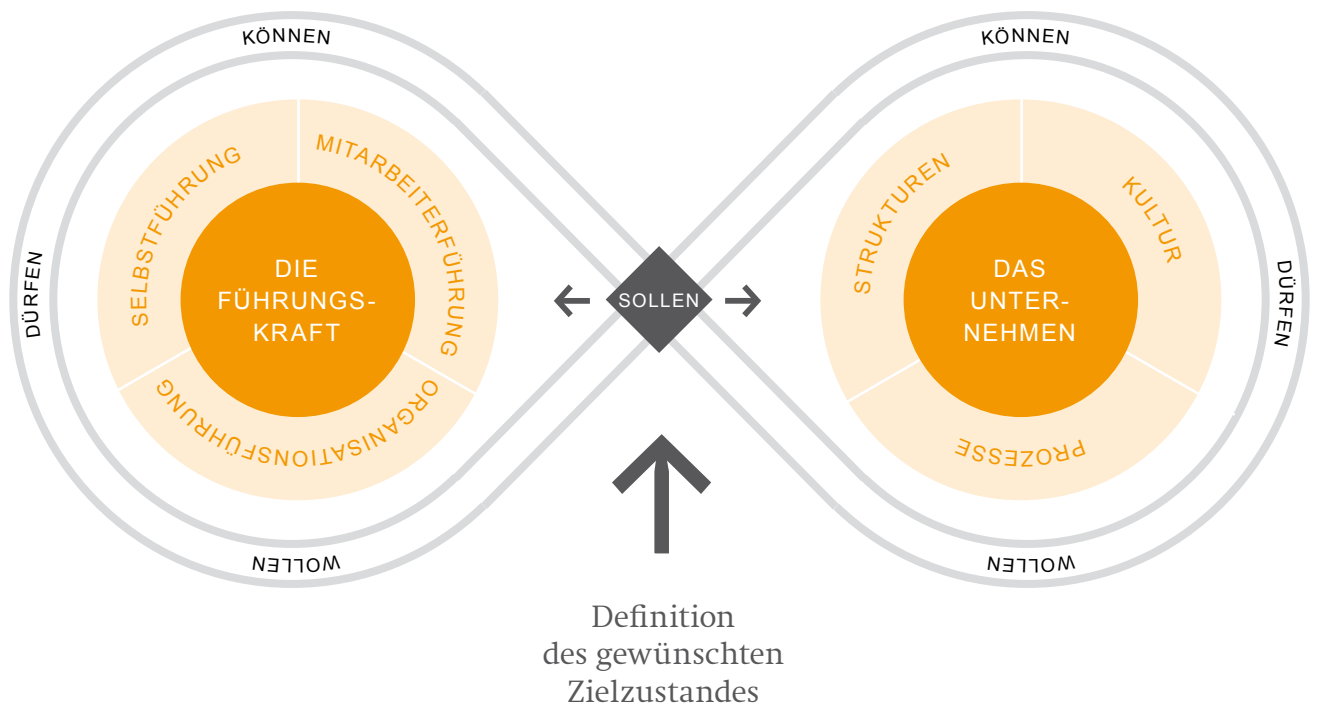 KÖNNEN
DÜRFEN
WOLLEN
SELBSTFÜHRUNG
MITARBEITERFÜHRUNG
ORGANISATIONSFÜHRUNG
DIE
FÜHRUNGS-
KRAFT
SOLLEN
KÖNNEN
DÜRFEN
WOLLEN
STRUKTUREN
KULTUR
PROZESSE
DAS
UNTER-
NEHMEN
Definition
des gewünschten
Zielzustandes